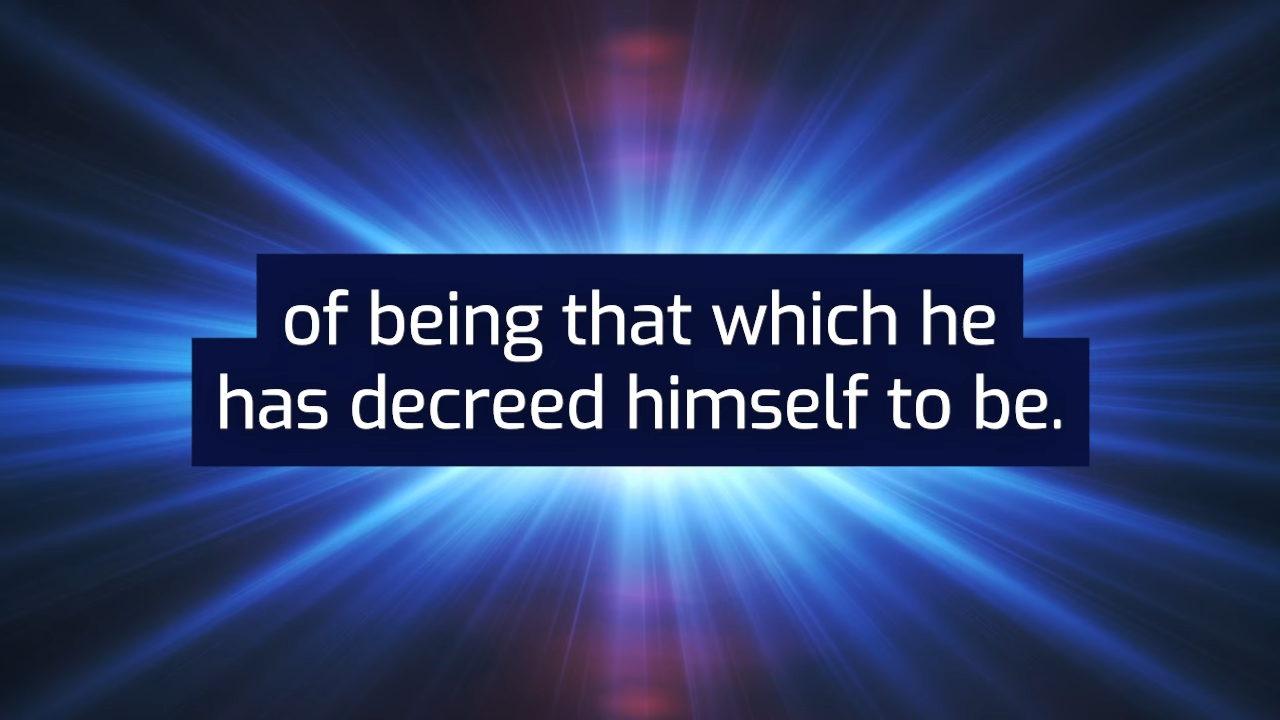 of being that which he
has decreed himself to be.